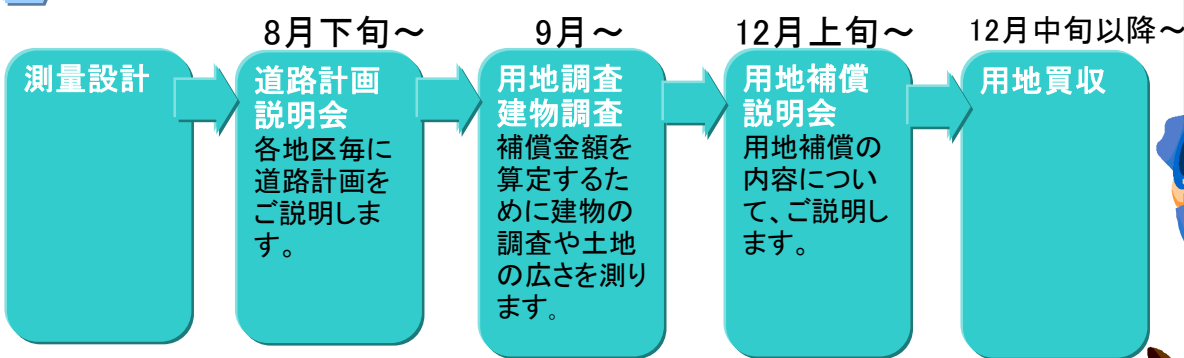 8月下旬～
9月～
12月上旬～
12月中旬以降～
測量設計
道路計画
説明会
各地区毎に
道路計画を
ご説明しま
す。
用地調査
建物調査
補償金額を
算定するた
めに建物の
調査や土地
の広さを測り
ます。
用地補償
説明会
用地補償の
内容につい
て、ご説明し
ます。
用地買収